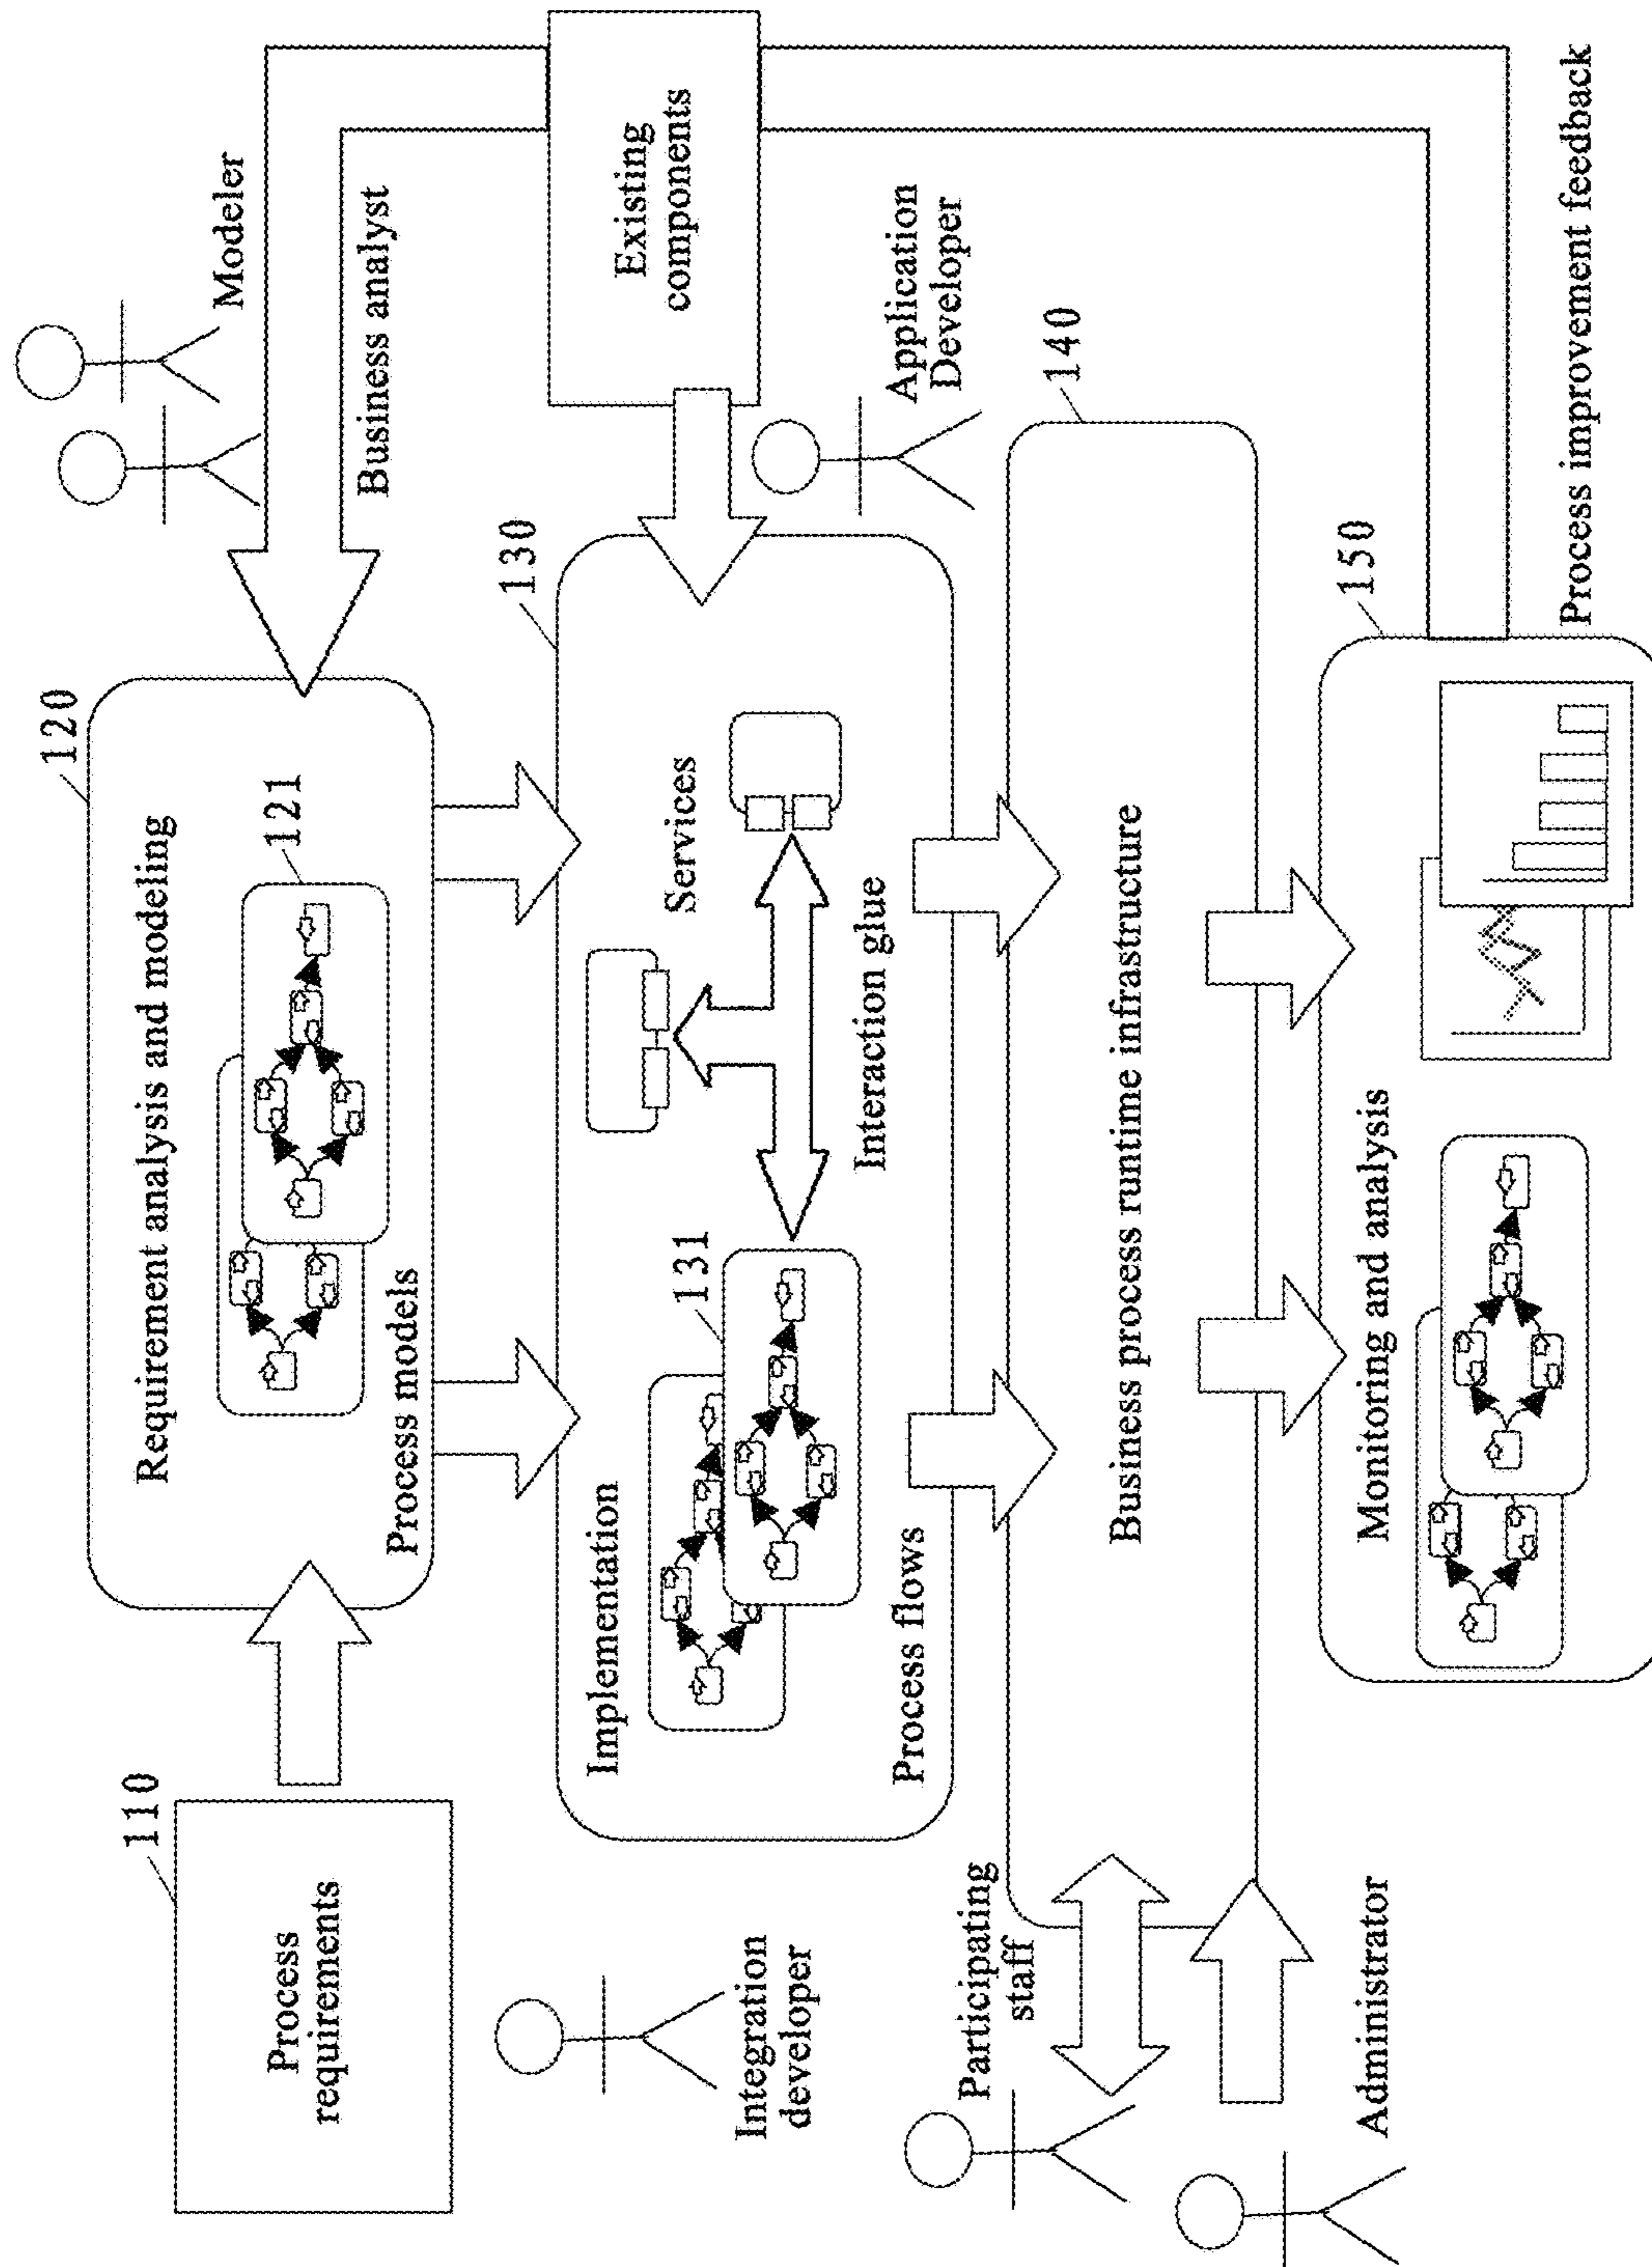 110
Process
requirements
120
Requirement analysis and modeling
121
Process models
Modeler
Business analyst
Integration
developer
130
Implementation
131
Process flows
Services
Interaction glue
Existing
components
Application
Developer
140
Participating
staff
Business process runtime infrastructure
Administrator
150
Monitoring and analysis
Process improvement feedback